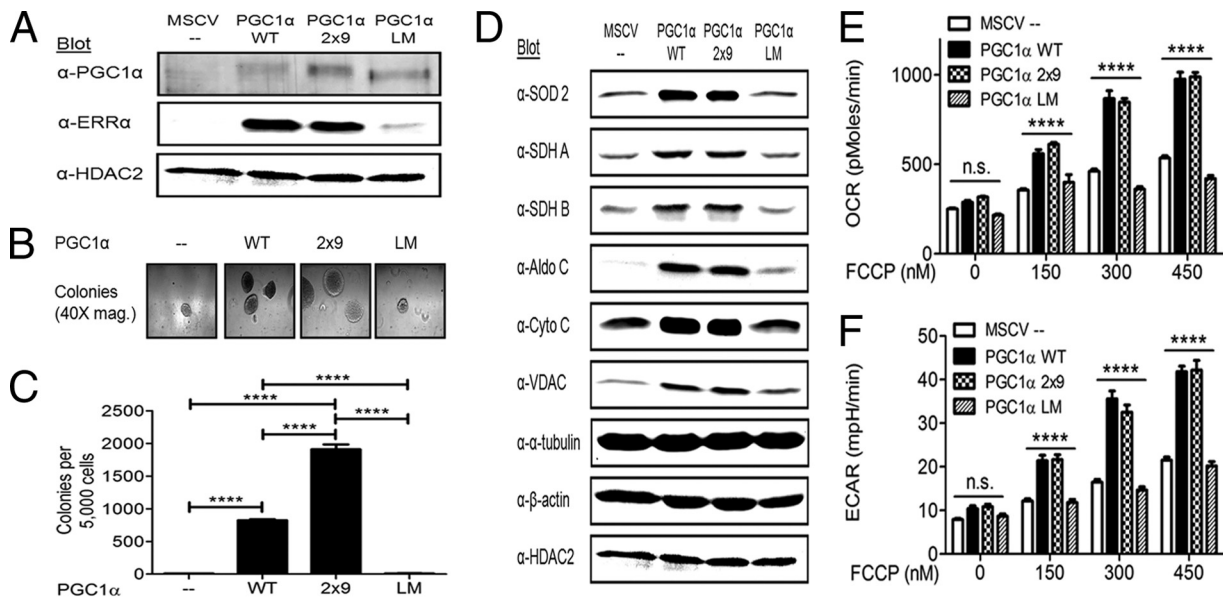 A
MSCV PGC1α PGC1α PGC1α
-- WT 2x9 LM
Blot
α-PGC1α
α-ERRα
α-HDAC2
B
PGC1α -- WT 2x9 LM
Colonies
(40X mag.)
C
Colonies per
5,000 cells
2500
2000
1500
1000
500
0
****
****
****
****
****
PGC1α -- WT 2x9 LM
D
MSCV PGC1α PGC1α PGC1α
-- WT 2x9 LM
Blot
α-SOD 2
α-SDH A
α-SDH B
α-Aldo C
α-Cyto C
α-VDAC
α-α-tubulin
α-β-actin
α-HDAC2
E
MSCV --
PGC1α WT
PGC1α 2x9
PGC1α LM
OCR (pMoles/min)
1000
500
0
n.s.
****
****
****
FCCP (nM) 0 150 300 450
F
MSCV --
PGC1α WT
PGC1α 2x9
PGC1α LM
ECAR (mpH/min)
50
40
30
20
10
0
n.s.
****
****
****
FCCP (nM) 0 150 300 450